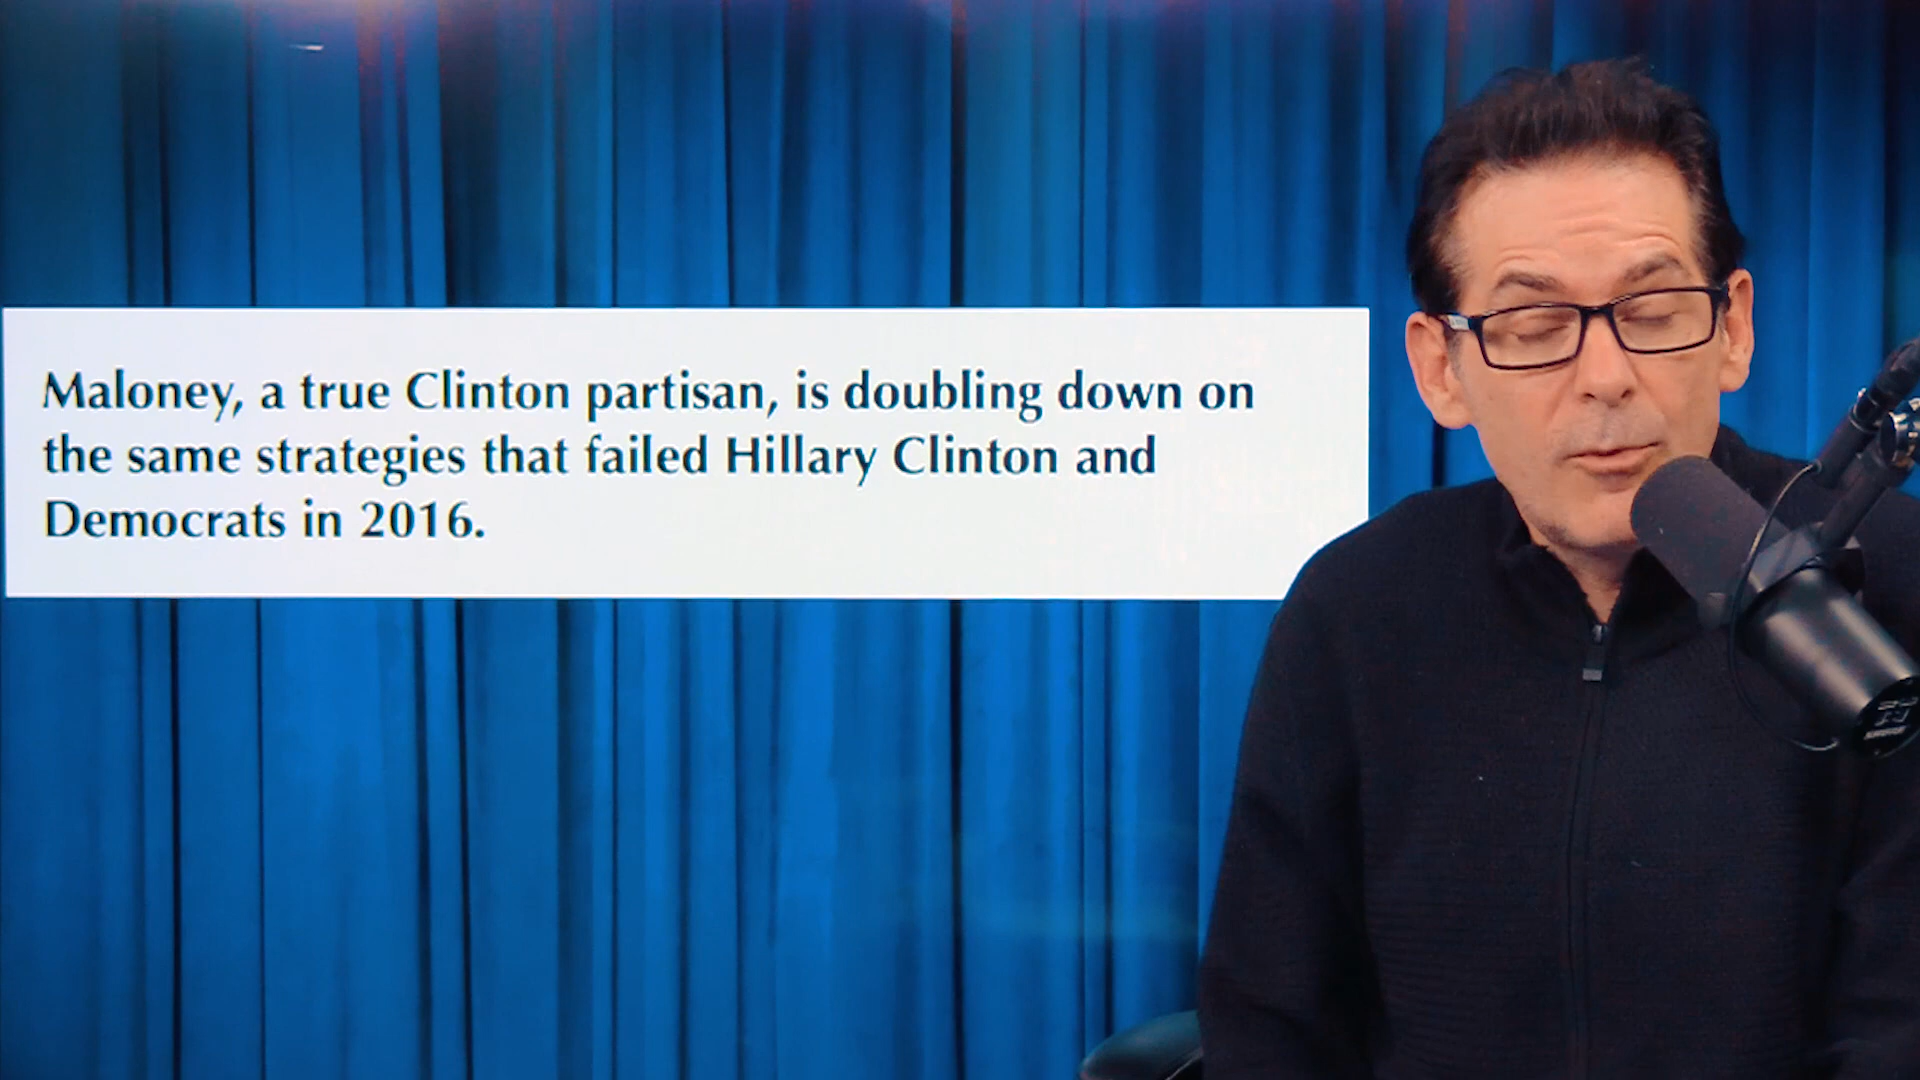 Maloney, a true Clinton partisan, is doubling down on
the same strategies that failed Hillary Clinton and
Democrats in 2016.